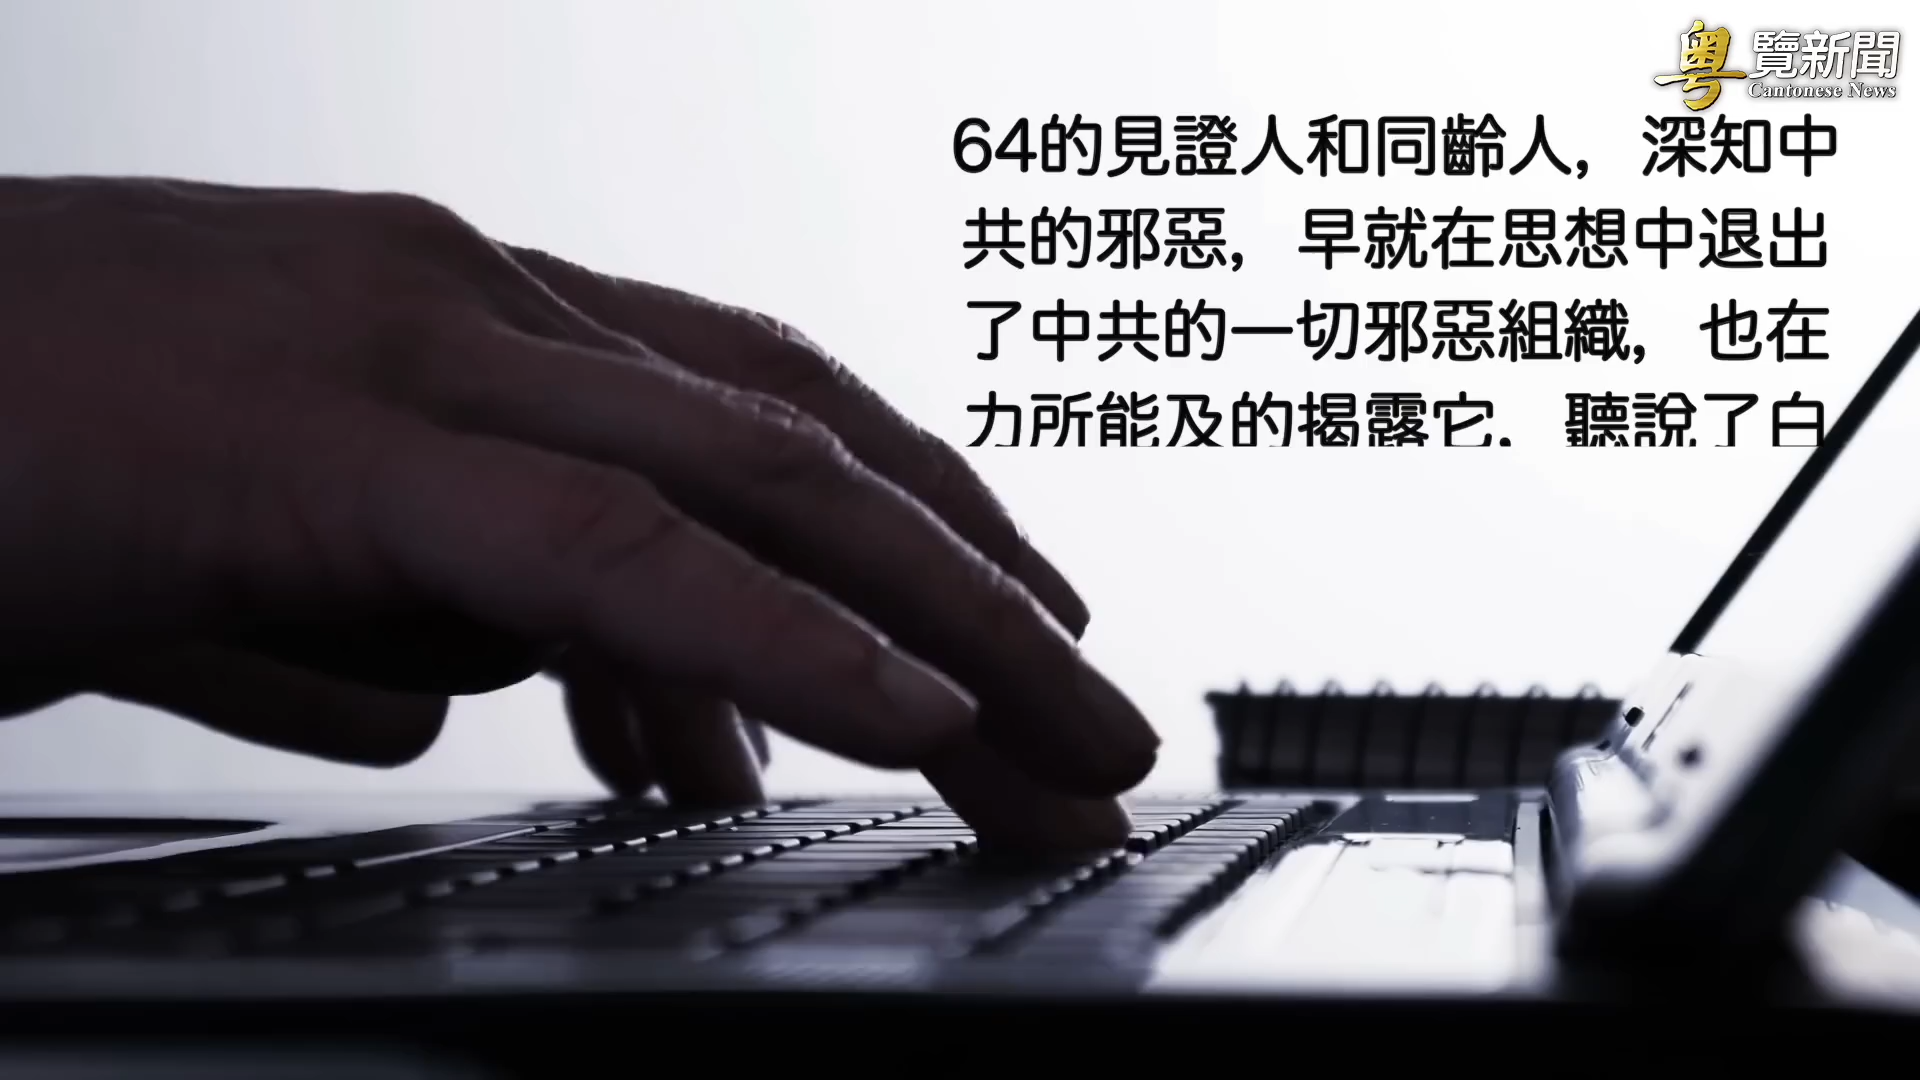 粵覽新聞
Cantonese News
64的見證人和同齡人，深知中
共的邪惡，早就在思想中退出
了中共的一切邪惡組織，也在
力所能及的揭露它，聽說了白